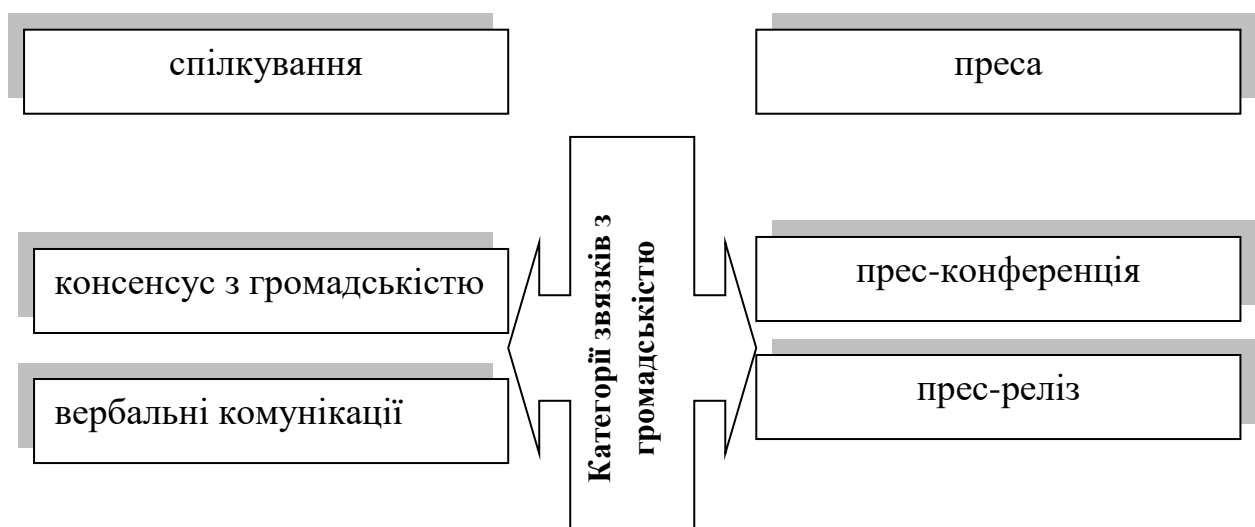 спілкування
преса
консенсус з громадськістю
вербальні комунікації
Категорії звязків з
громадськістю
прес-конференція
прес-реліз